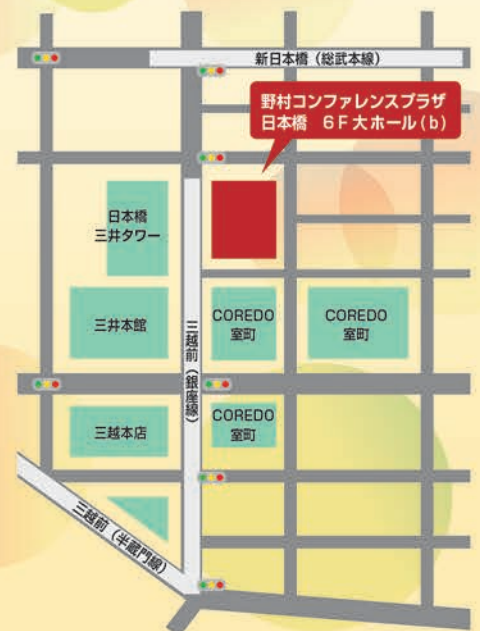 新日本橋（総武本線）
野村コンファレンスプラザ
日本橋　6F大ホール(b)
日本橋
三井タワー
三井本館
三越前（銀座線）
COREDO
室町
COREDO
室町
三越本店
COREDO
室町
三越前（半蔵門線）